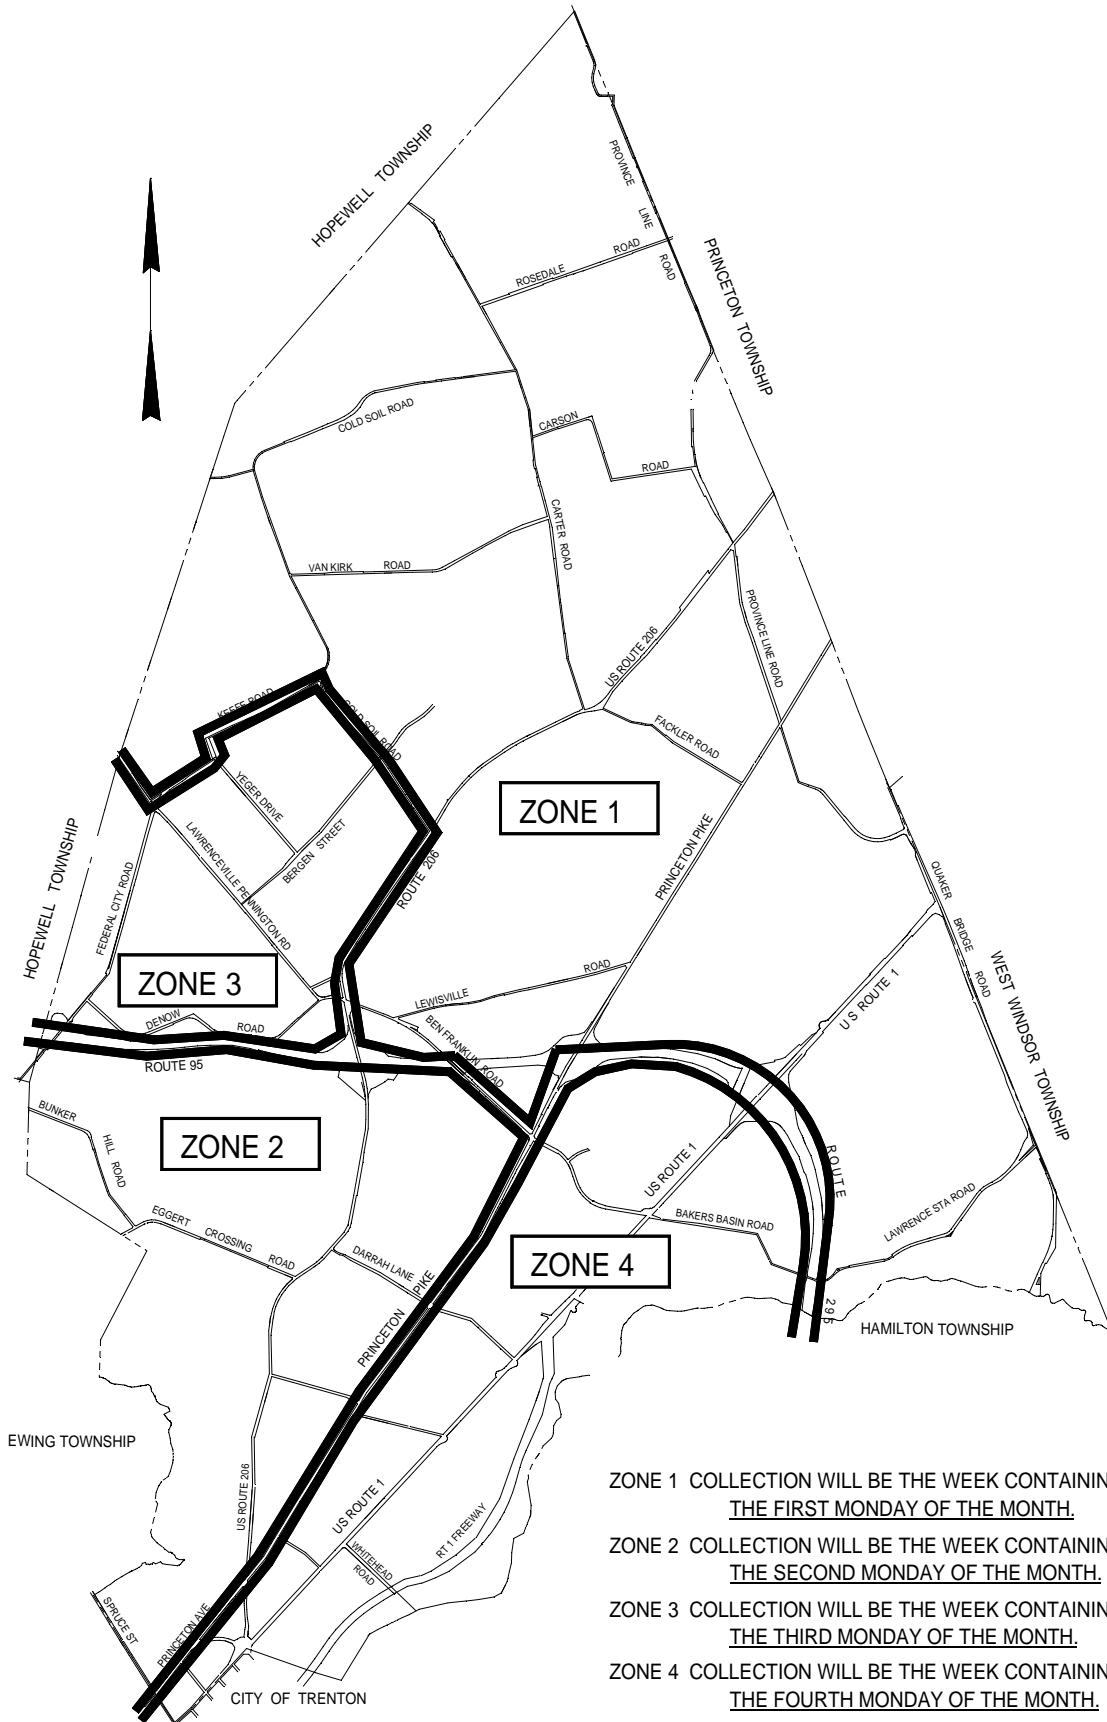 HOPEWELL TOWNSHIP
PROVINCE LINE ROAD
ROSEDALE ROAD
PRINCETON TOWNSHIP
COLD SOIL ROAD
CARSON ROAD
CARTER ROAD
VAN KIRK ROAD
PROVINCE LINE ROAD
US ROUTE 206
KEEFE ROAD
COLD SOIL ROAD
FACKLER ROAD
YEGER DRIVE
ZONE 1
BERGEN STREET
LAWRENCEVILLE PENNINGTON RD
HOPEWELL TOWNSHIP
FEDERAL CITY ROAD
ROUTE 206
PRINCETON PIKE
QUAKER BRIDGE ROAD
WEST WINDSOR TOWNSHIP
ZONE 3
LEWISVILLE ROAD
US ROUTE 1
DENOW ROAD
BEN FRANKLIN ROAD
ROUTE 95
BUNKER HILL ROAD
ZONE 2
US ROUTE 1
ROUTE 295
LAWRENCE STA ROAD
BAKERS BASIN ROAD
EGGERT CROSSING ROAD
DARRAH LANE
ZONE 4
PRINCETON PIKE
HAMILTON TOWNSHIP
EWING TOWNSHIP
US ROUTE 206
US ROUTE 1
RT 1 FREEWAY
WHITEHEAD ROAD
SPRUCE ST
PRINCETON AVE
CITY OF TRENTON
ZONE 1 COLLECTION WILL BE THE WEEK CONTAININ
THE FIRST MONDAY OF THE MONTH.
ZONE 2 COLLECTION WILL BE THE WEEK CONTAININ
THE SECOND MONDAY OF THE MONTH.
ZONE 3 COLLECTION WILL BE THE WEEK CONTAININ
THE THIRD MONDAY OF THE MONTH.
ZONE 4 COLLECTION WILL BE THE WEEK CONTAININ
THE FOURTH MONDAY OF THE MONTH.